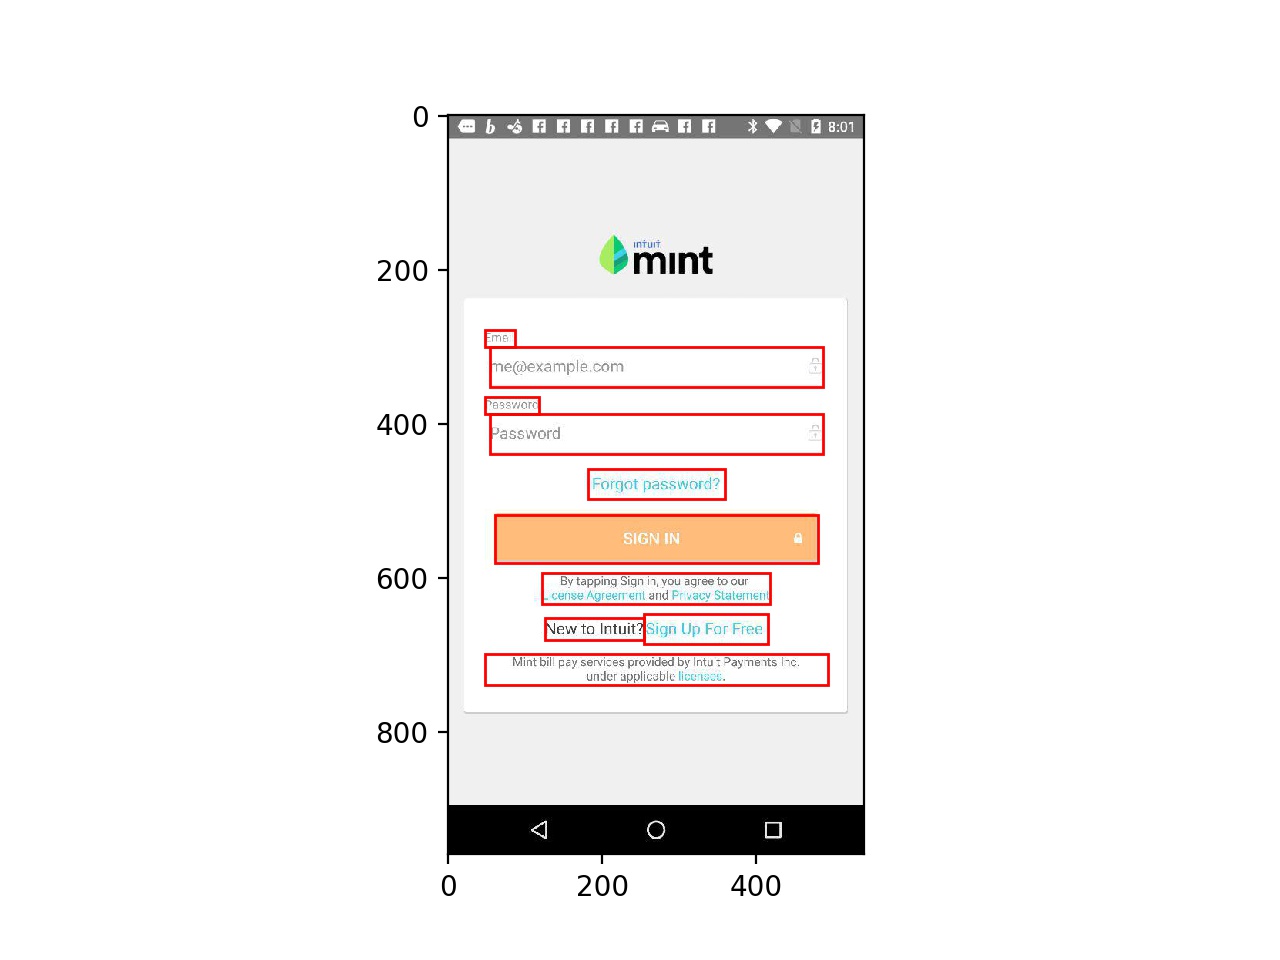 0
8:01
intuit
mint
200
Email
me@example.com
Password
400
Password
Forgot password?
SIGN IN
600
By tapping Sign in, you agree to our
License Agreement and Privacy Statement
New to Intuit? Sign Up For Free
Mint bill pay services provided by Intuit Payments Inc.
under applicable licenses.
800
0 200 400